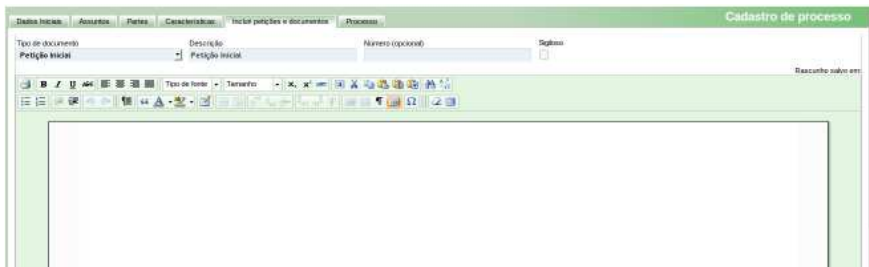 Cadastro de processo
Dados Iniciais Assuntos Partes Características Incluir petições e documentos Processo
Tipo de documento Descrição Número (opcional) Sigiloso
Petição Inicial Petição Inicial
Rascunho salvo em:
B I U ABC Tipo de fonte Tamanho